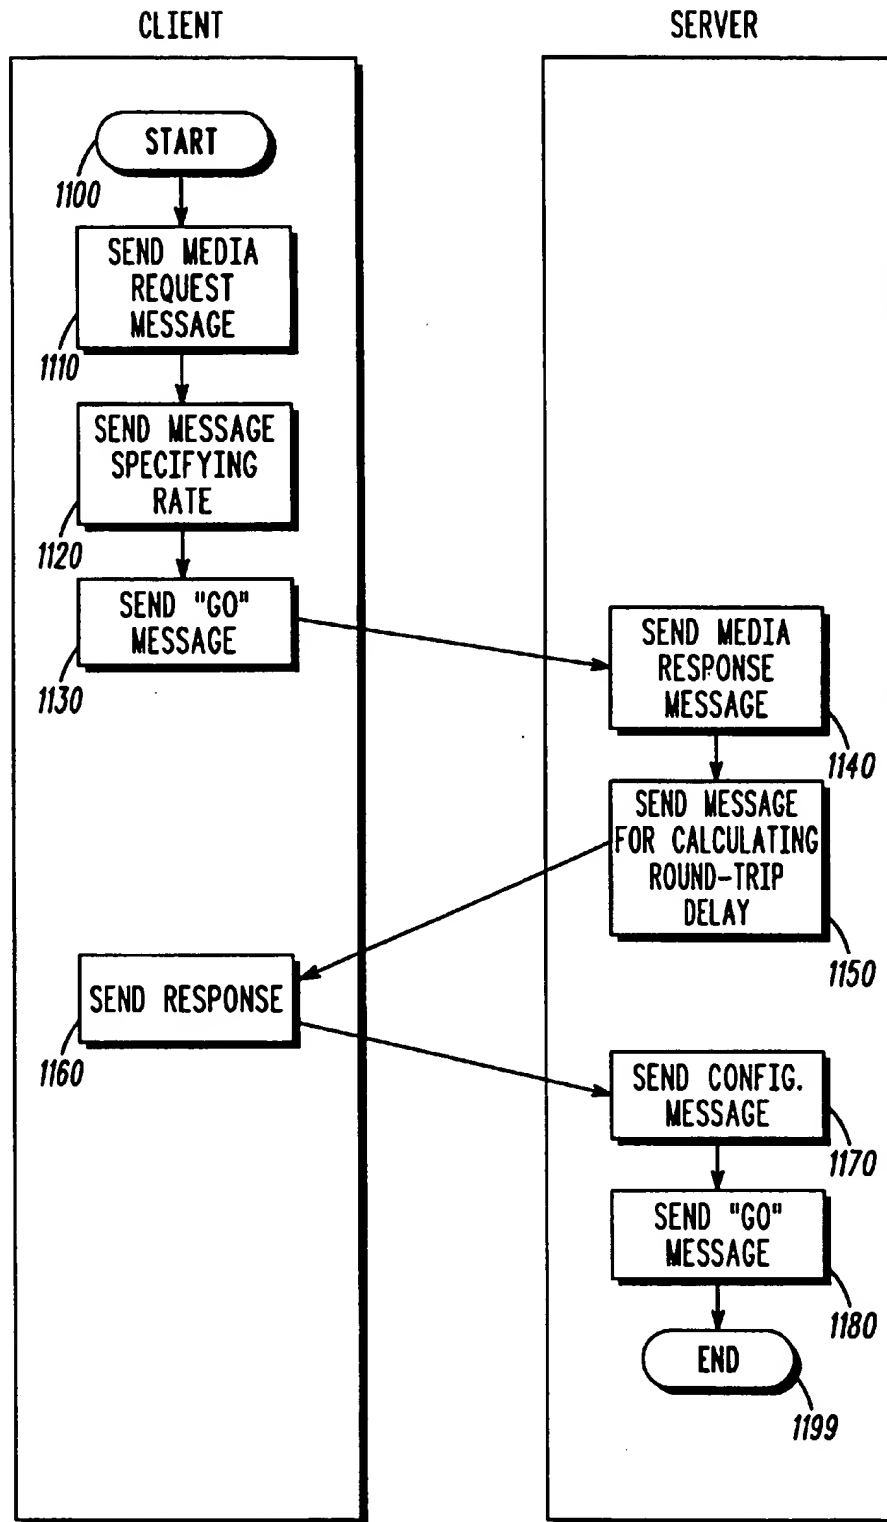 CLIENT
SERVER
START
1100
SEND MEDIA
REQUEST
MESSAGE
1110
SEND MESSAGE
SPECIFYING
RATE
1120
SEND "GO"
MESSAGE
1130
SEND MEDIA
RESPONSE
MESSAGE
1140
SEND MESSAGE
FOR CALCULATING
ROUND-TRIP
DELAY
1150
SEND RESPONSE
1160
SEND CONFIG.
MESSAGE
1170
SEND "GO"
MESSAGE
1180
END
1199